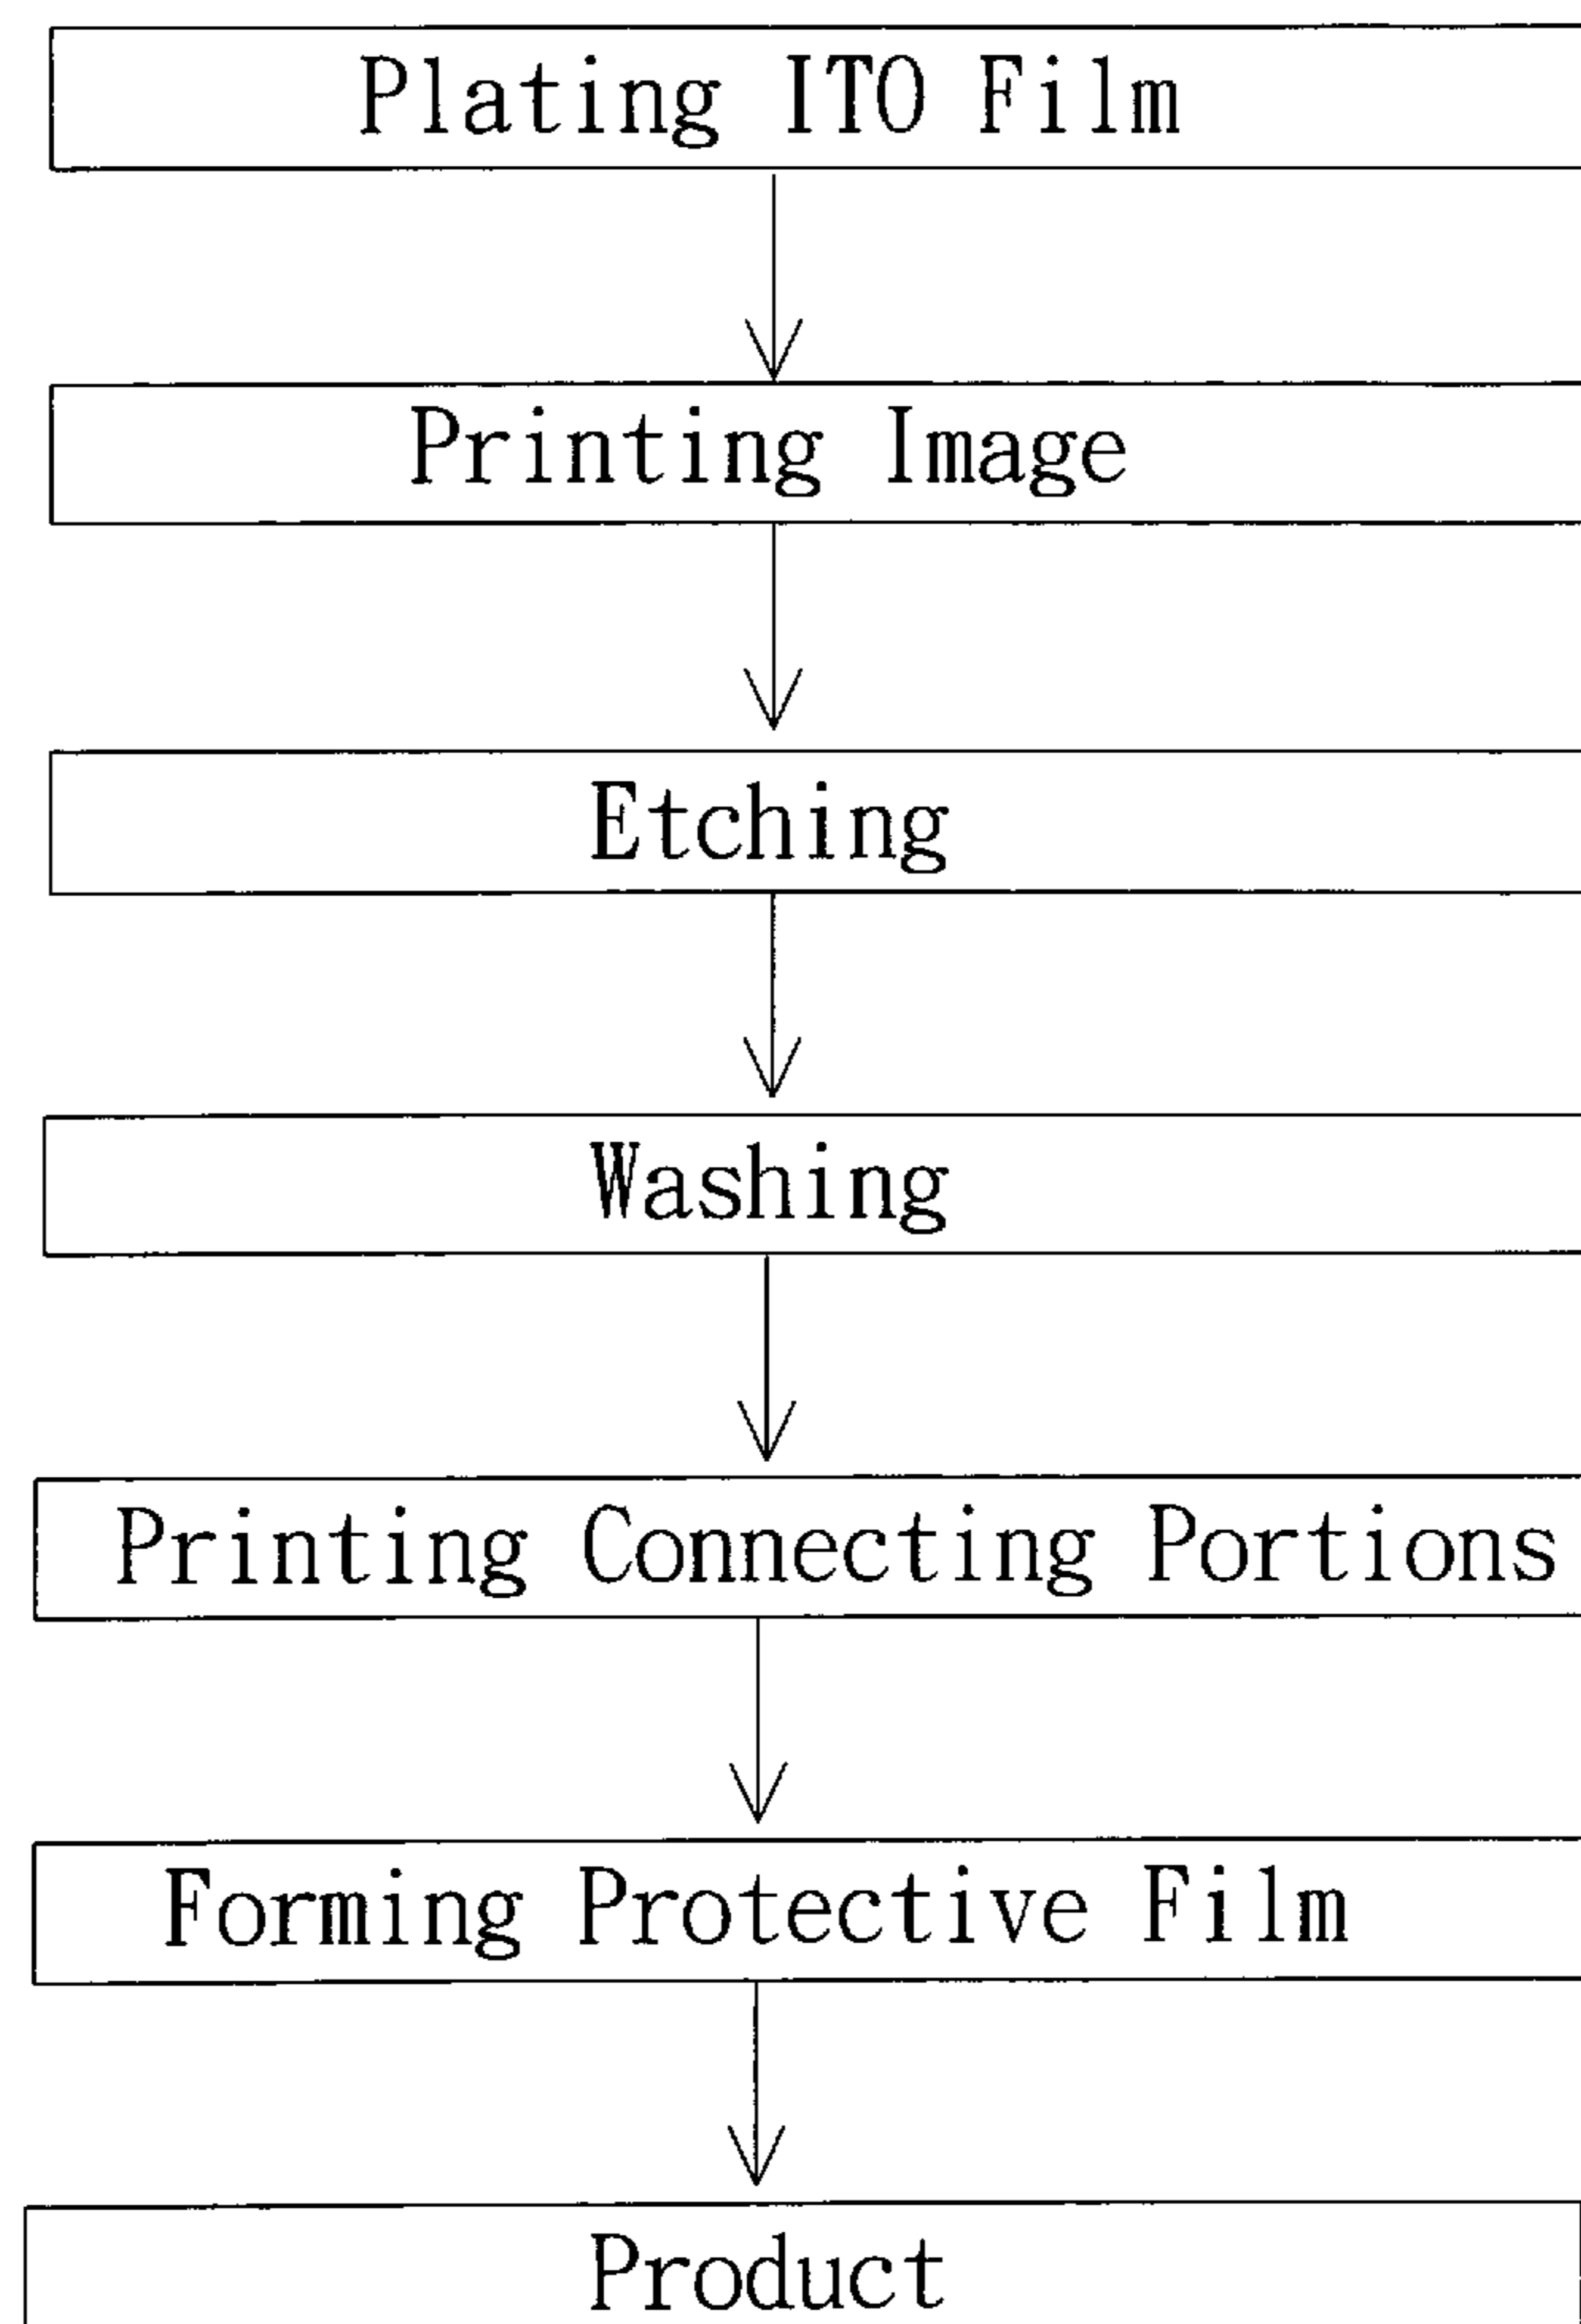 Plating ITO Film
Printing Image
Etching
Washing
Printing Connecting Portions
Forming Protective Film
Product